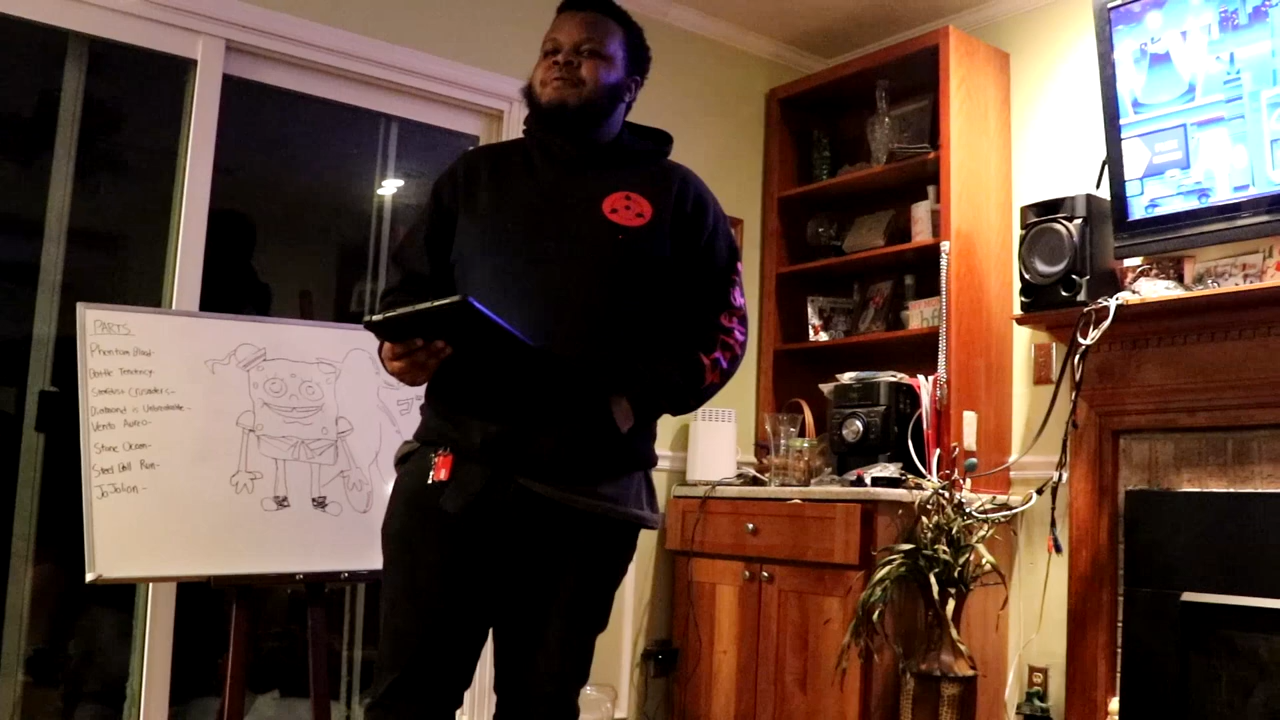 PARTS
Phantom Blood-
Battle Tendency-
Stardust Crusaders-
Diamond is Unbreakable-
Vento Aureo-
Stone Ocean-
Steel Ball Run-
JoJolion-